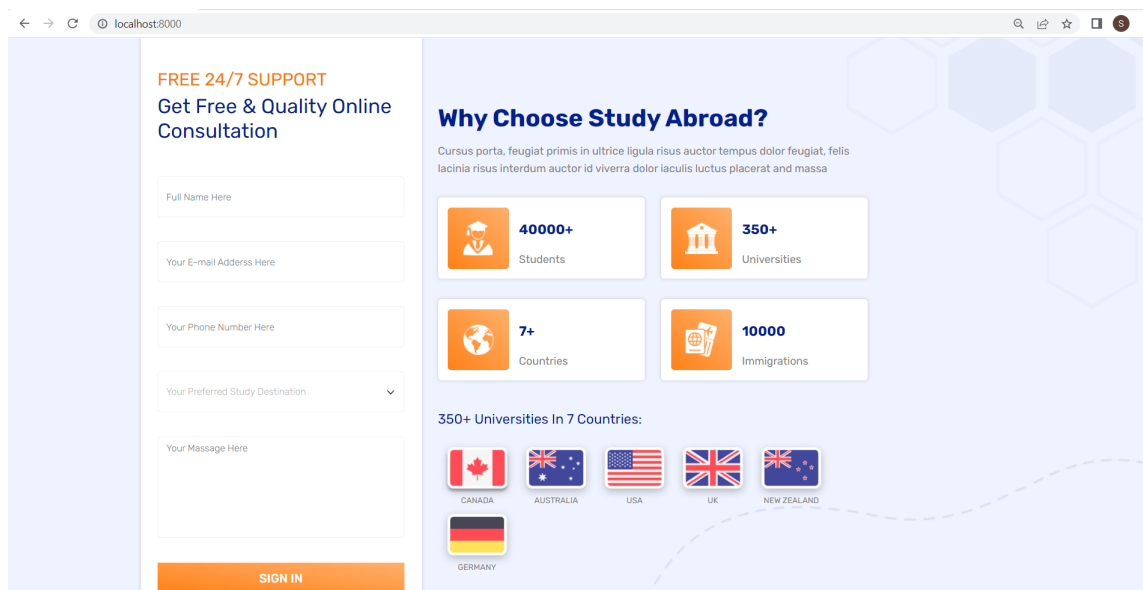 localhost:8000
S
FREE 24/7 SUPPORT
Get Free & Quality Online
Consultation
Full Name Here
Your E-mail Adderss Here
Your Phone Number Here
Your Preferred Study Destination
Your Massage Here
SIGN IN
Why Choose Study Abroad?
Cursus porta, feugiat primis in ultrice ligula risus auctor tempus dolor feugiat, felis
lacinia risus interdum auctor id viverra dolor iaculis luctus placerat and massa
40000+
Students
350+
Universities
7+
Countries
10000
Immigrations
350+ Universities In 7 Countries:
CANADA
AUSTRALIA
USA
UK
NEW ZEALAND
GERMANY